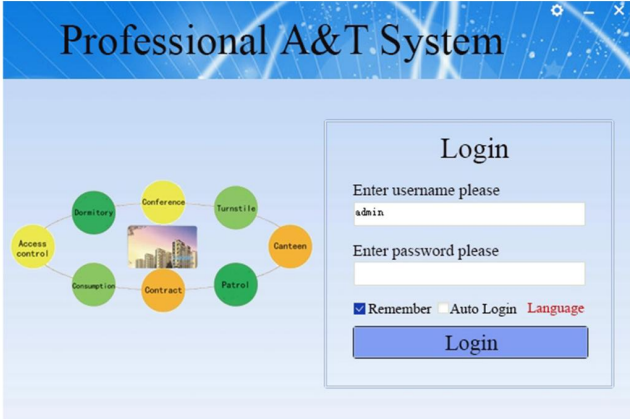 Professional A&T System
Login
Enter username please
admin
Enter password please
Remember Auto Login Language
Login
Conference
Dormitory
Turnstile
Access
control
Canteen
Consumption
Contract
Patrol